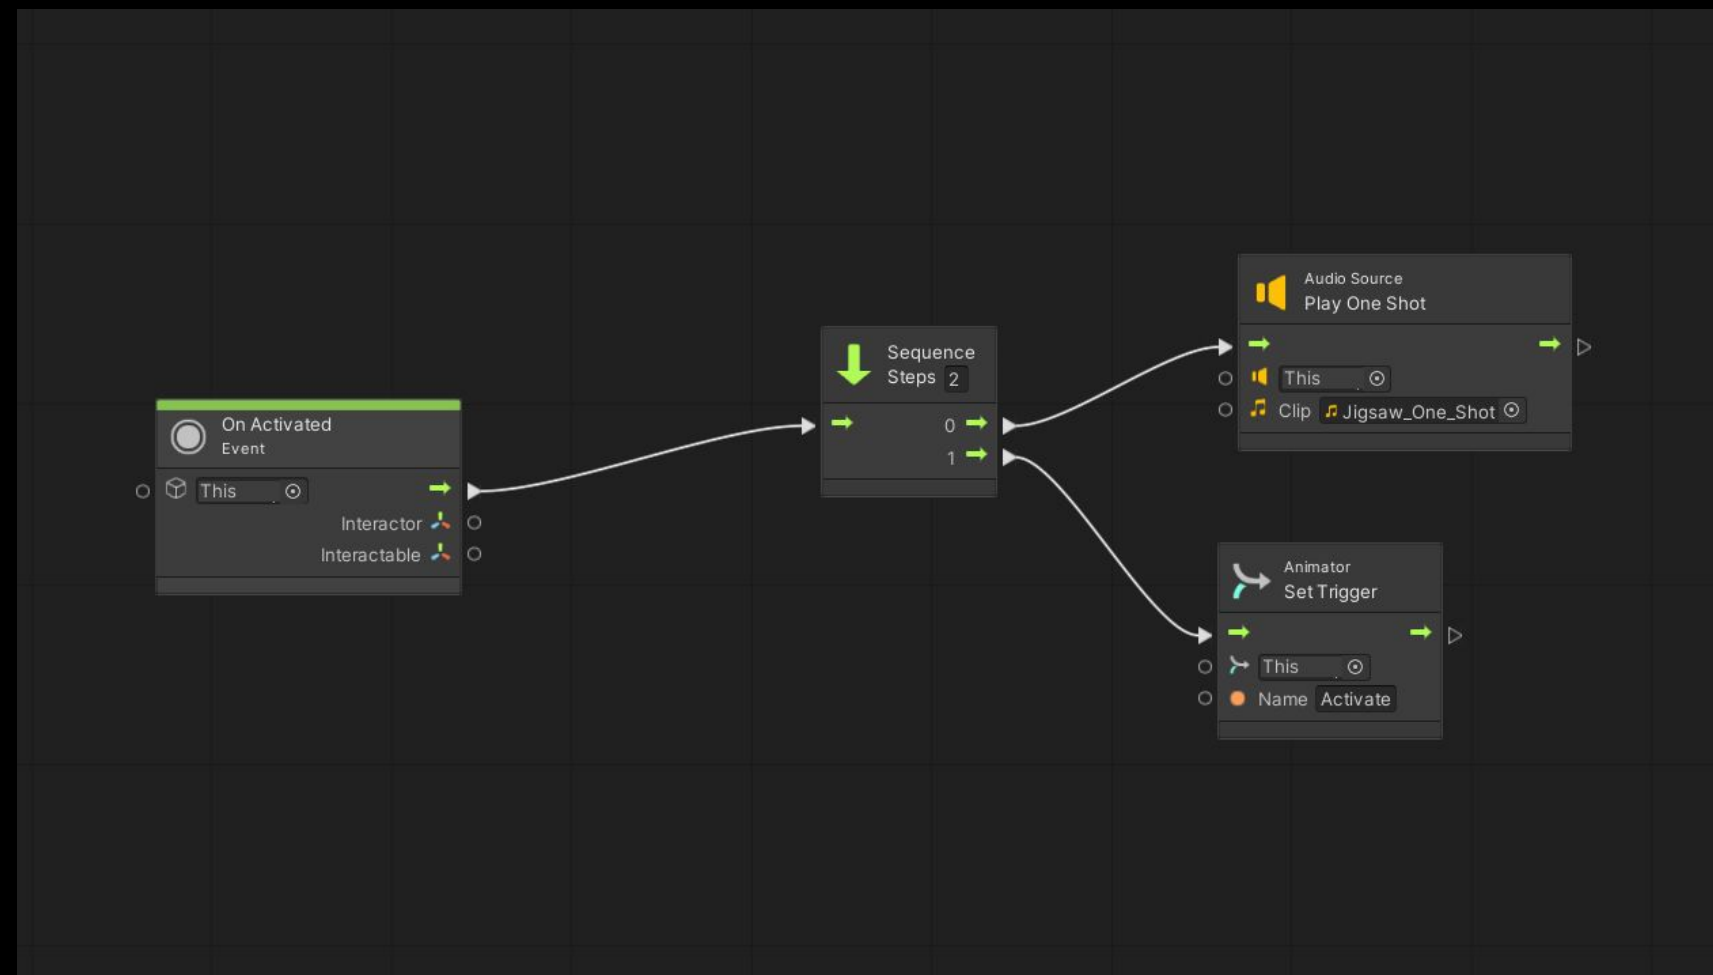 On Activated
Event
This
Interactor
Interactable
Sequence
Steps 2
0
1
Audio Source
Play One Shot
This
Clip Jigsaw_One_Shot
Animator
Set Trigger
This
Name Activate